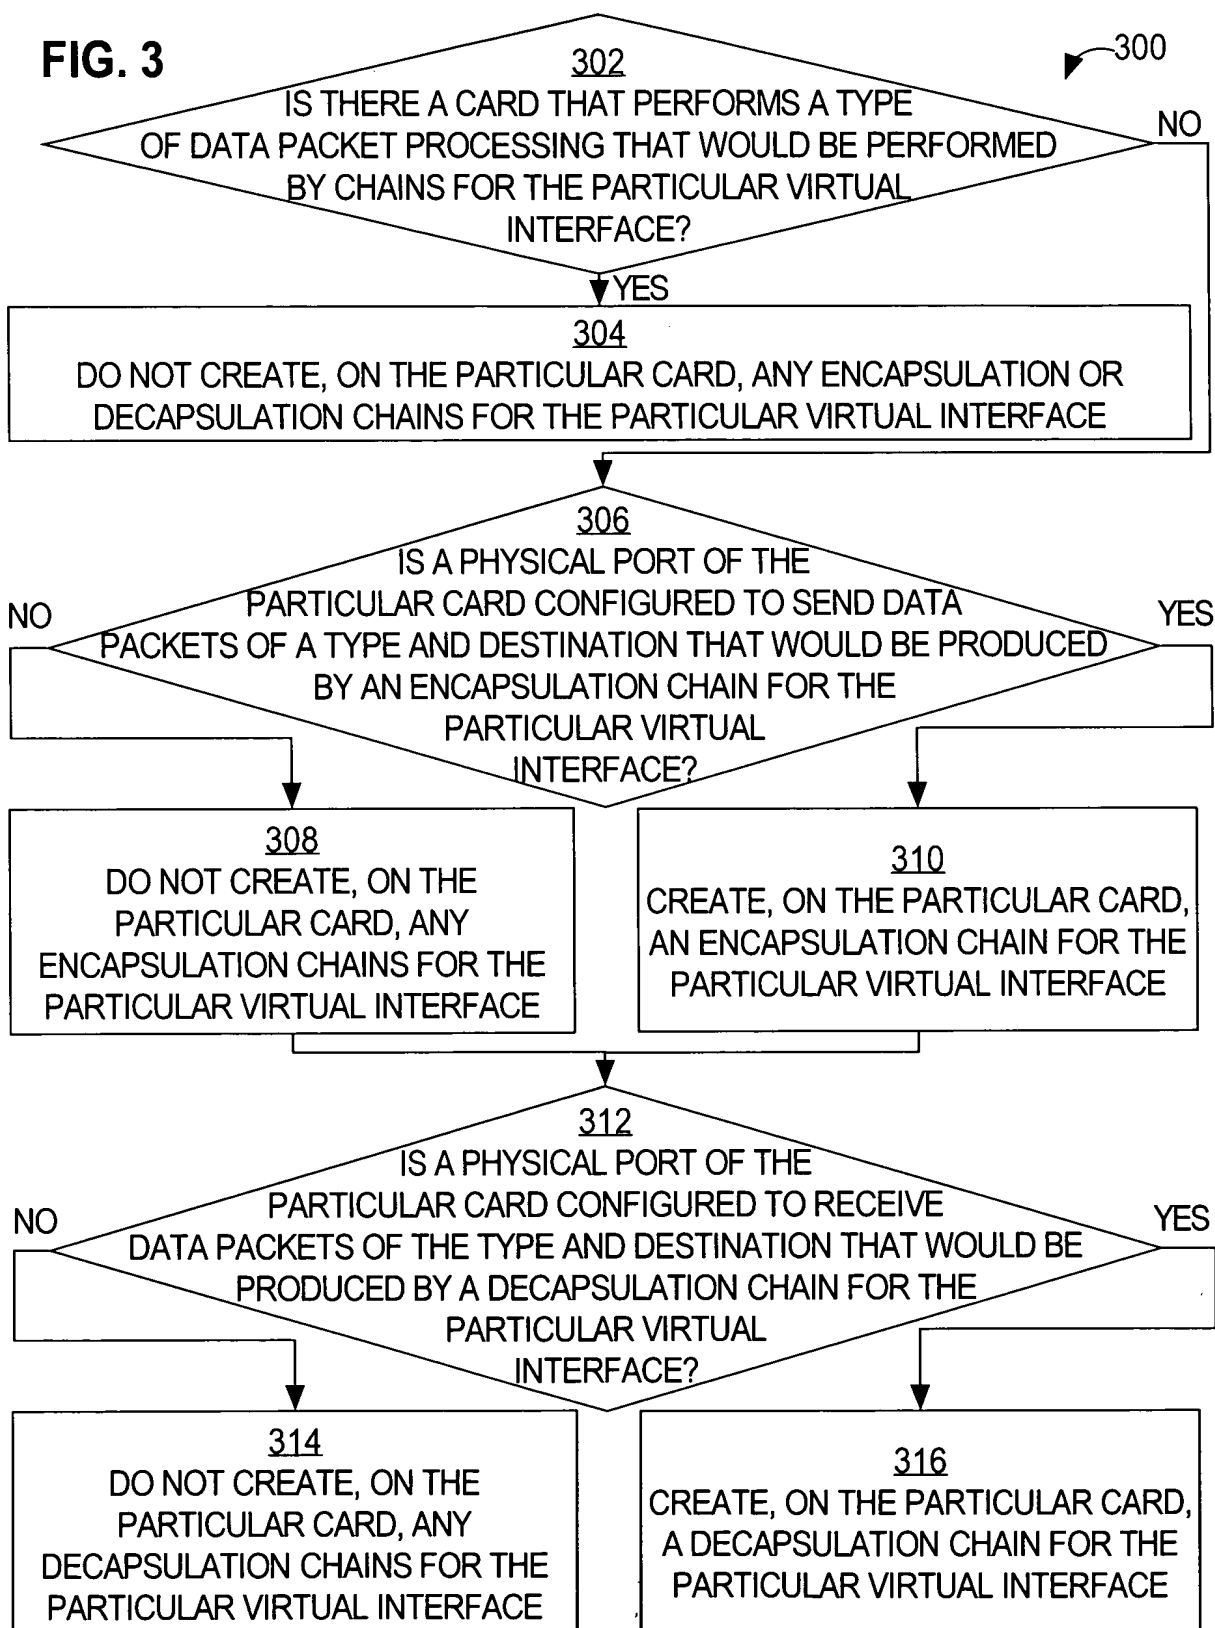 FIG. 3
300
302
IS THERE A CARD THAT PERFORMS A TYPE
OF DATA PACKET PROCESSING THAT WOULD BE PERFORMED
BY CHAINS FOR THE PARTICULAR VIRTUAL
INTERFACE?
NO
YES
304
DO NOT CREATE, ON THE PARTICULAR CARD, ANY ENCAPSULATION OR
DECAPSULATION CHAINS FOR THE PARTICULAR VIRTUAL INTERFACE
306
IS A PHYSICAL PORT OF THE
PARTICULAR CARD CONFIGURED TO SEND DATA
PACKETS OF A TYPE AND DESTINATION THAT WOULD BE PRODUCED
BY AN ENCAPSULATION CHAIN FOR THE
PARTICULAR VIRTUAL
INTERFACE?
NO
YES
308
DO NOT CREATE, ON THE
PARTICULAR CARD, ANY
ENCAPSULATION CHAINS FOR THE
PARTICULAR VIRTUAL INTERFACE
310
CREATE, ON THE PARTICULAR CARD,
AN ENCAPSULATION CHAIN FOR THE
PARTICULAR VIRTUAL INTERFACE
312
IS A PHYSICAL PORT OF THE
PARTICULAR CARD CONFIGURED TO RECEIVE
DATA PACKETS OF THE TYPE AND DESTINATION THAT WOULD BE
PRODUCED BY A DECAPSULATION CHAIN FOR THE
PARTICULAR VIRTUAL
INTERFACE?
NO
YES
314
DO NOT CREATE, ON THE
PARTICULAR CARD, ANY
DECAPSULATION CHAINS FOR THE
PARTICULAR VIRTUAL INTERFACE
316
CREATE, ON THE PARTICULAR CARD,
A DECAPSULATION CHAIN FOR THE
PARTICULAR VIRTUAL INTERFACE